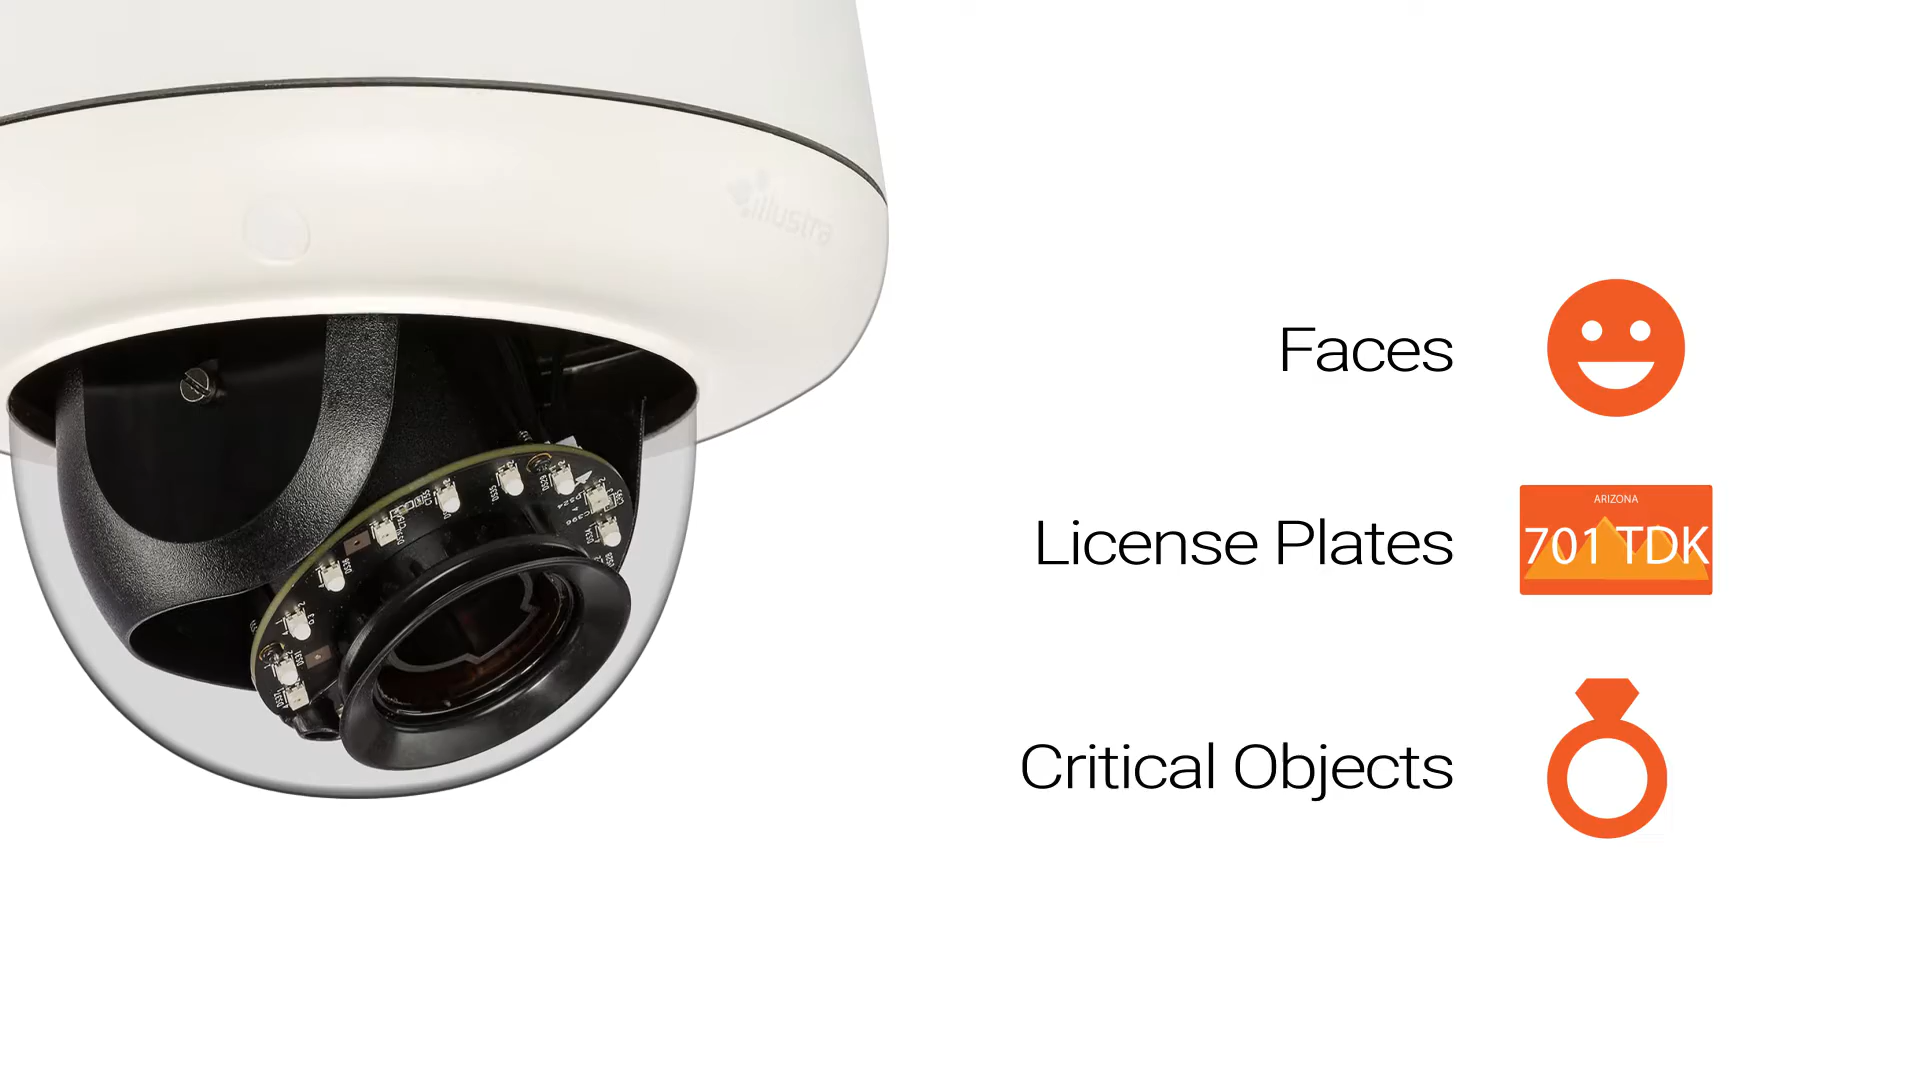 illustra
Faces
License Plates
ARIZONA
701 TDK
Critical Objects